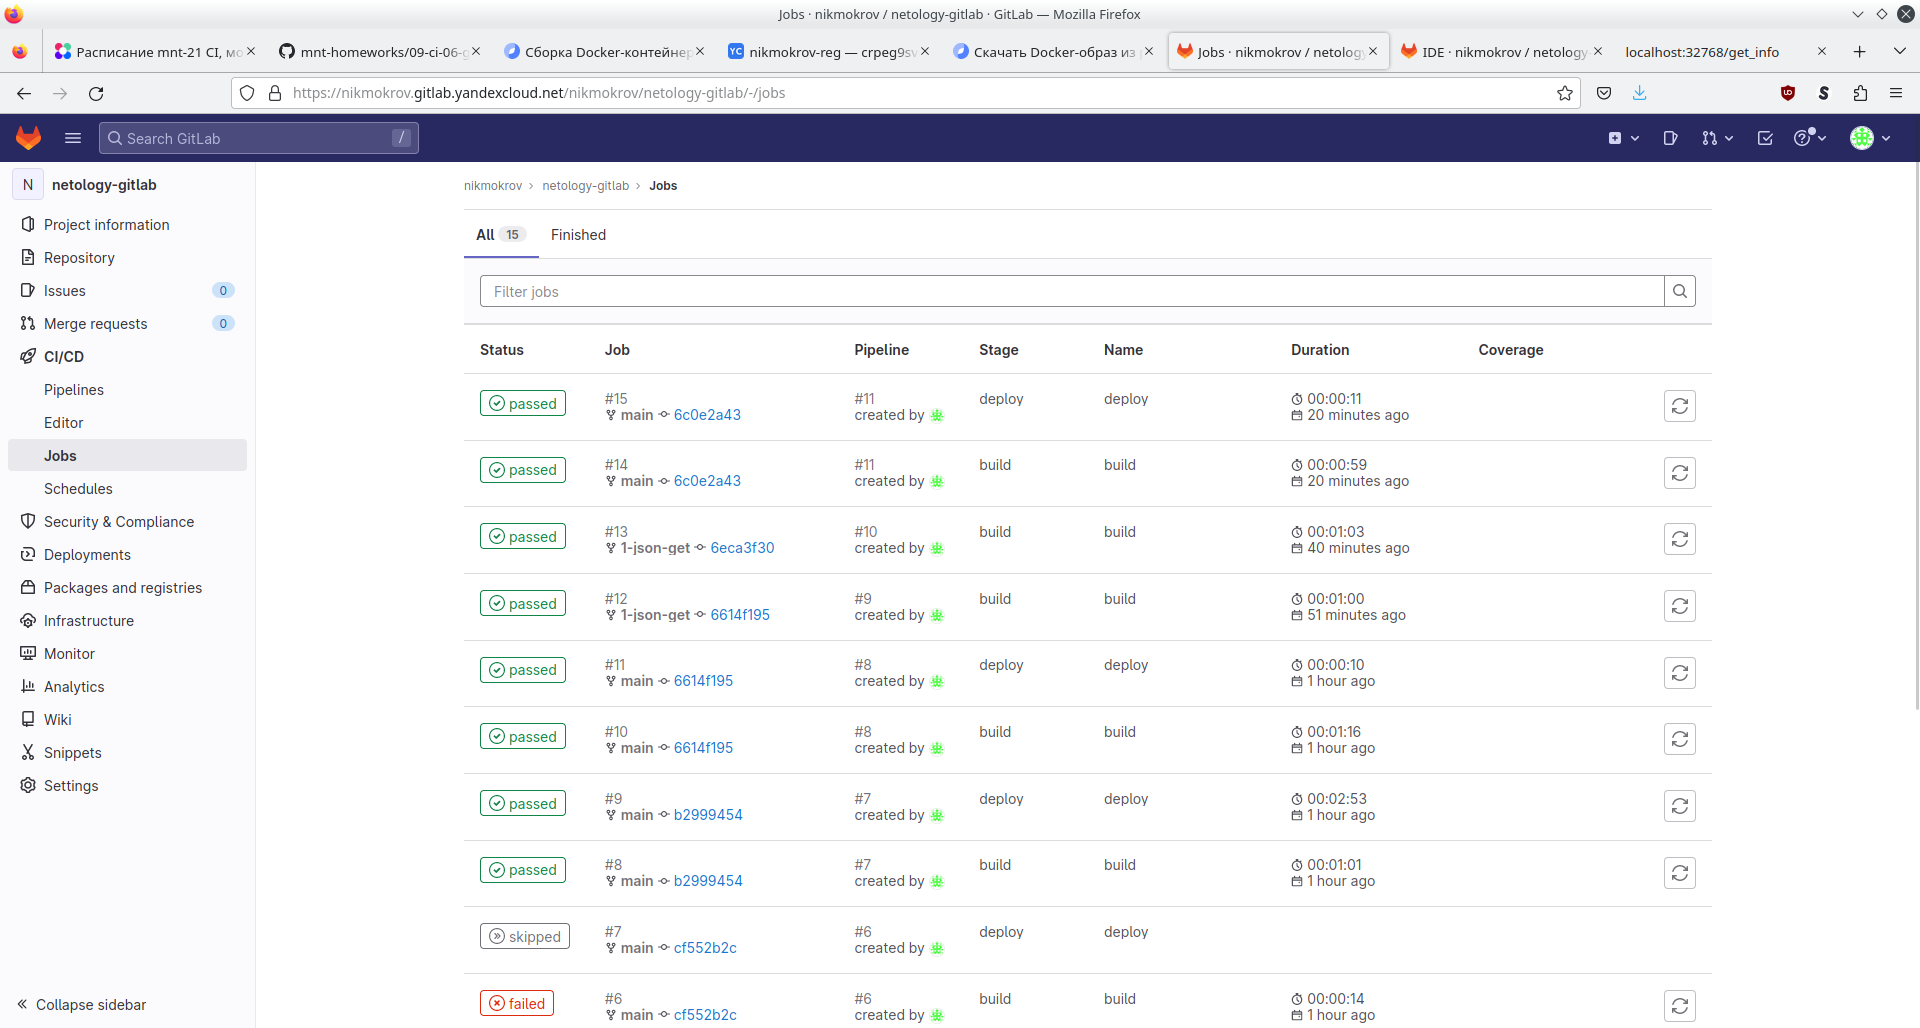 Jobs · nikmokrov / netology-gitlab · GitLab — Mozilla Firefox
Расписание mnt-21 CI, мо
mnt-homeworks/09-ci-06-g
Сборка Docker-контейнер
YC nikmokrov-reg — crpeg9sv
Скачать Docker-образ из
Jobs · nikmokrov / netology
IDE · nikmokrov / netology-
localhost:32768/get_info
https://nikmokrov.gitlab.yandexcloud.net/nikmokrov/netology-gitlab/-/jobs
Search GitLab /
N netology-gitlab
Project information
Repository
Issues 0
Merge requests 0
CI/CD
Pipelines
Editor
Jobs
Schedules
Security & Compliance
Deployments
Packages and registries
Infrastructure
Monitor
Analytics
Wiki
Snippets
Settings
Collapse sidebar
nikmokrov › netology-gitlab › Jobs
All 15 Finished
Filter jobs
Status Job Pipeline Stage Name Duration Coverage
passed #15 #11 deploy deploy 00:00:11
main 6c0e2a43 created by 20 minutes ago
passed #14 #11 build build 00:00:59
main 6c0e2a43 created by 20 minutes ago
passed #13 #10 build build 00:01:03
1-json-get 6eca3f30 created by 40 minutes ago
passed #12 #9 build build 00:01:00
1-json-get 6614f195 created by 51 minutes ago
passed #11 #8 deploy deploy 00:00:10
main 6614f195 created by 1 hour ago
passed #10 #8 build build 00:01:16
main 6614f195 created by 1 hour ago
passed #9 #7 deploy deploy 00:02:53
main b2999454 created by 1 hour ago
passed #8 #7 build build 00:01:01
main b2999454 created by 1 hour ago
skipped #7 #6 deploy deploy
main cf552b2c created by
failed #6 #6 build build 00:00:14
main cf552b2c created by 1 hour ago